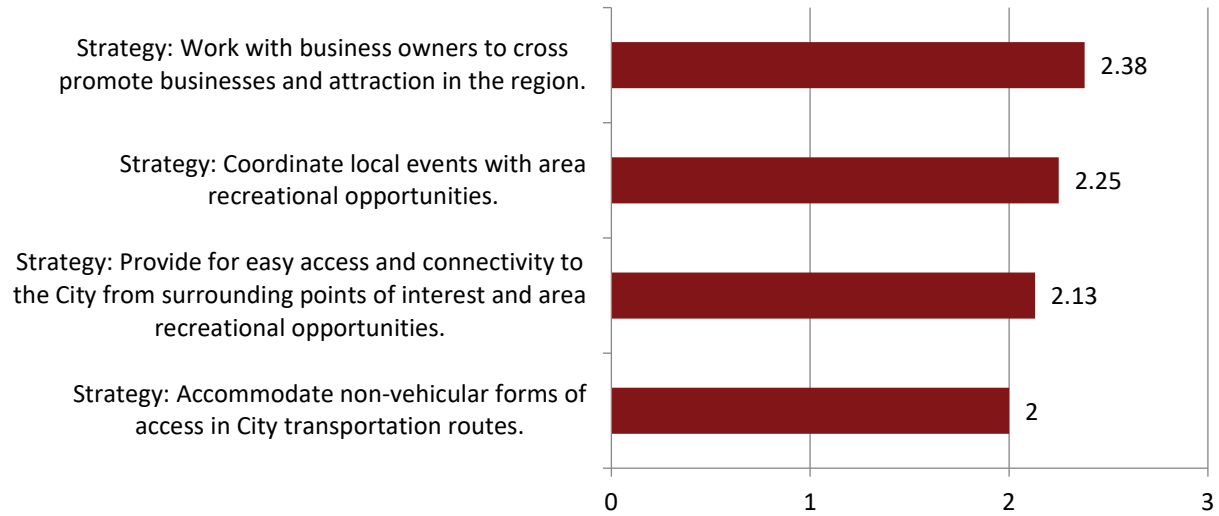 Strategy: Work with business owners to cross
promote businesses and attraction in the region.
2.38
Strategy: Coordinate local events with area
recreational opportunities.
2.25
Strategy: Provide for easy access and connectivity to
the City from surrounding points of interest and area
recreational opportunities.
2.13
Strategy: Accommodate non-vehicular forms of
access in City transportation routes.
2
0 1 2 3